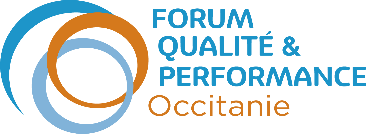 FORUM
QUALITÉ &
PERFORMANCE
Occitanie